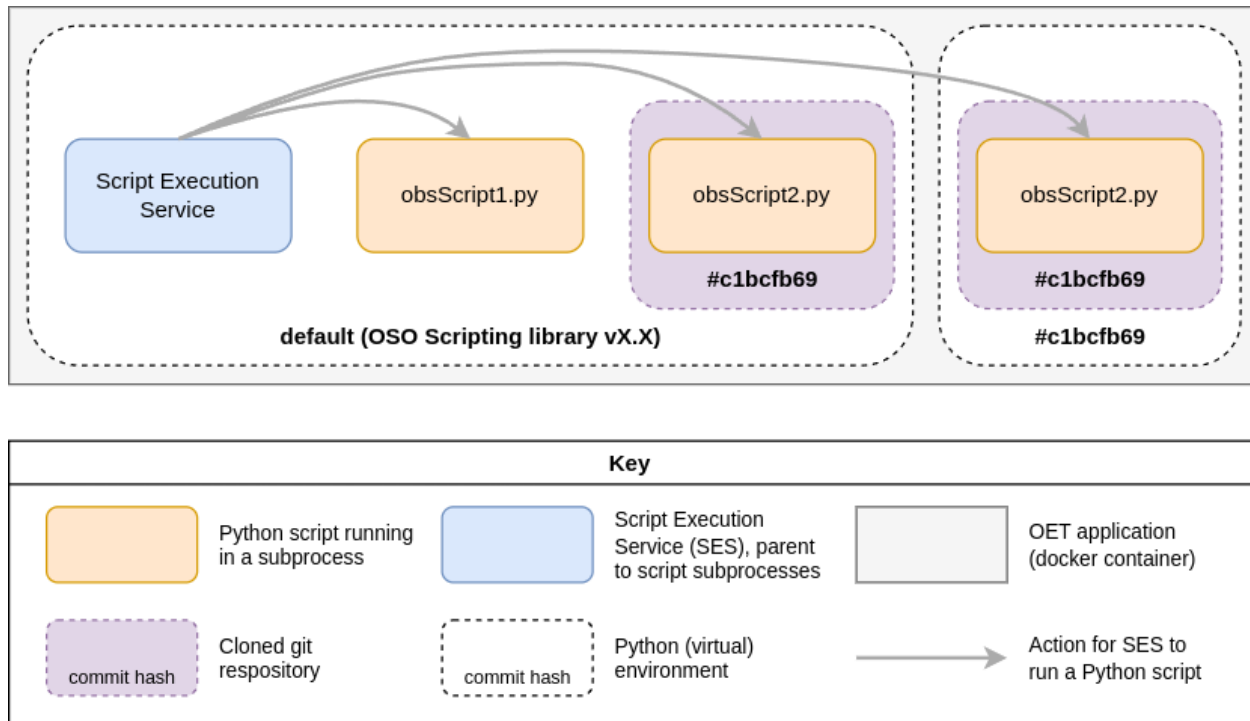 Script Execution
Service
obsScript1.py
obsScript2.py
obsScript2.py
#c1bcfb69
#c1bcfb69
default (OSO Scripting library vX.X)
#c1bcfb69
Key
Python script running
in a subprocess
Script Execution
Service (SES), parent
to script subprocesses
OET application
(docker container)
commit hash
Cloned git
respository
commit hash
Python (virtual)
environment
Action for SES to
run a Python script